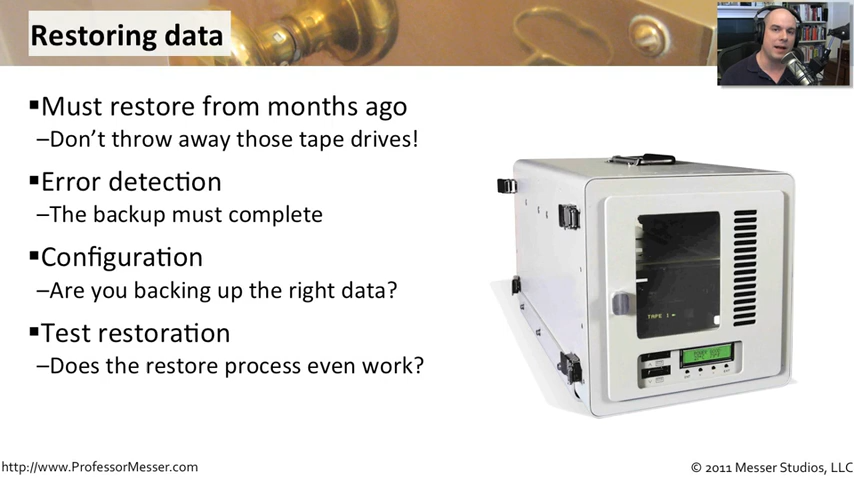 Restoring data
▪Must restore from months ago
–Don't throw away those tape drives!
▪Error detection
–The backup must complete
▪Configuration
–Are you backing up the right data?
▪Test restoration
–Does the restore process even work?
TAPE 1
http://www.ProfessorMesser.com
© 2011 Messer Studios, LLC